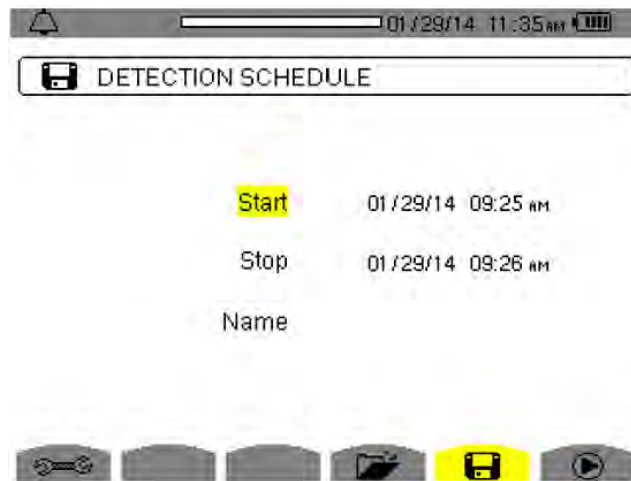 01/29/14 11:35 AM
DETECTION SCHEDULE
Start 01/29/14 09:25 AM
Stop 01/29/14 09:26 AM
Name